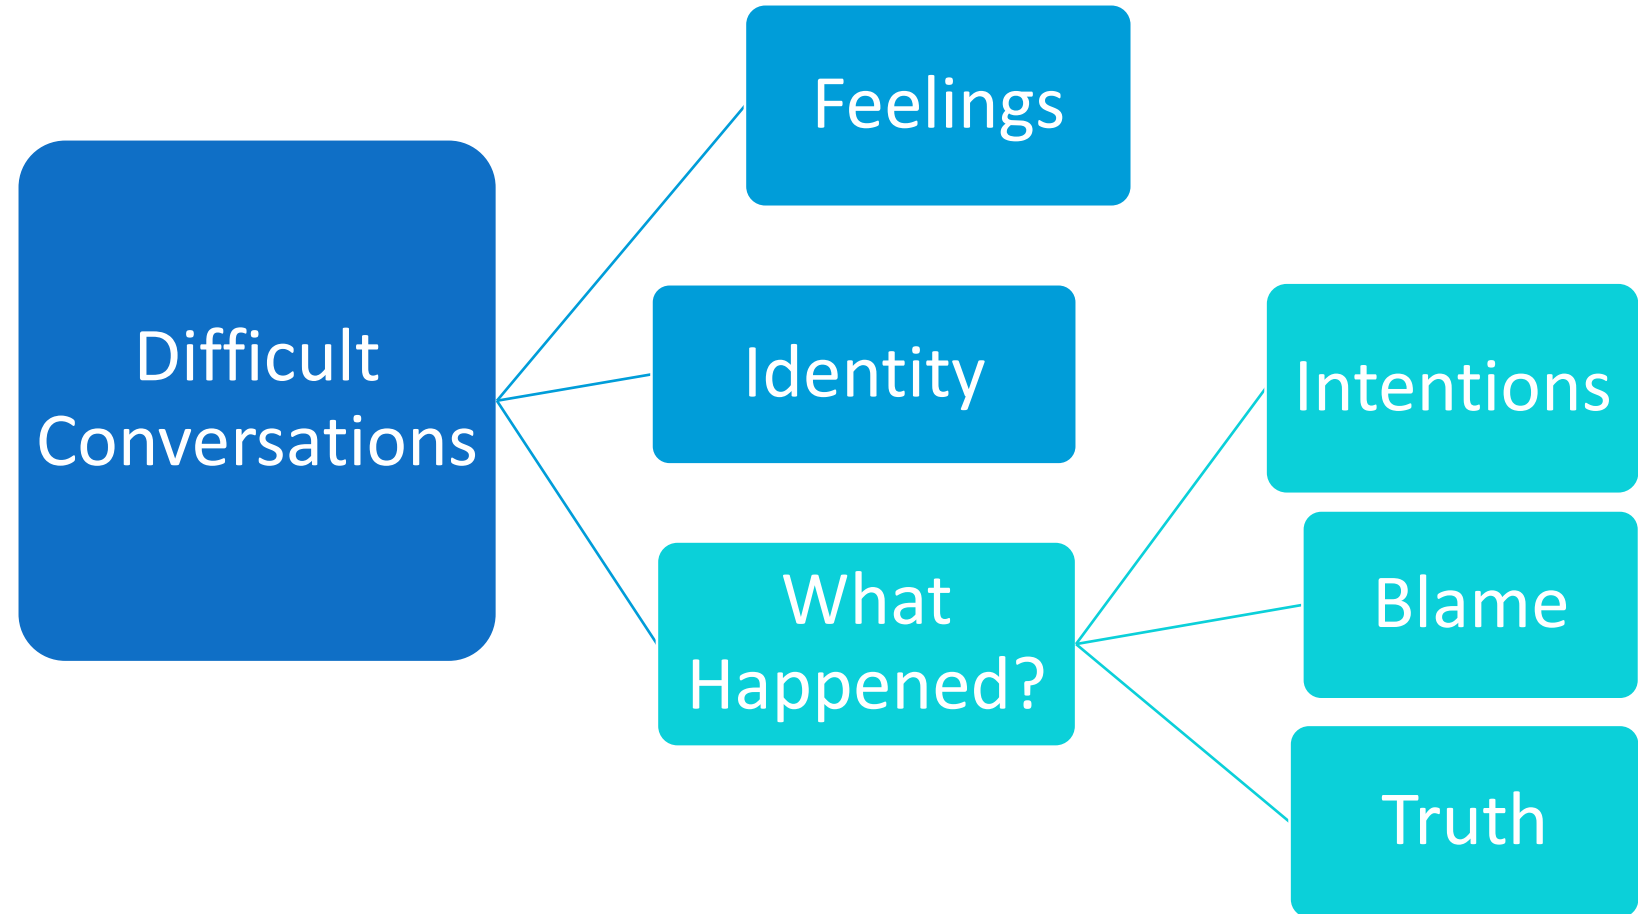 Difficult
Conversations
Feelings
Identity
What
Happened?
Intentions
Blame
Truth